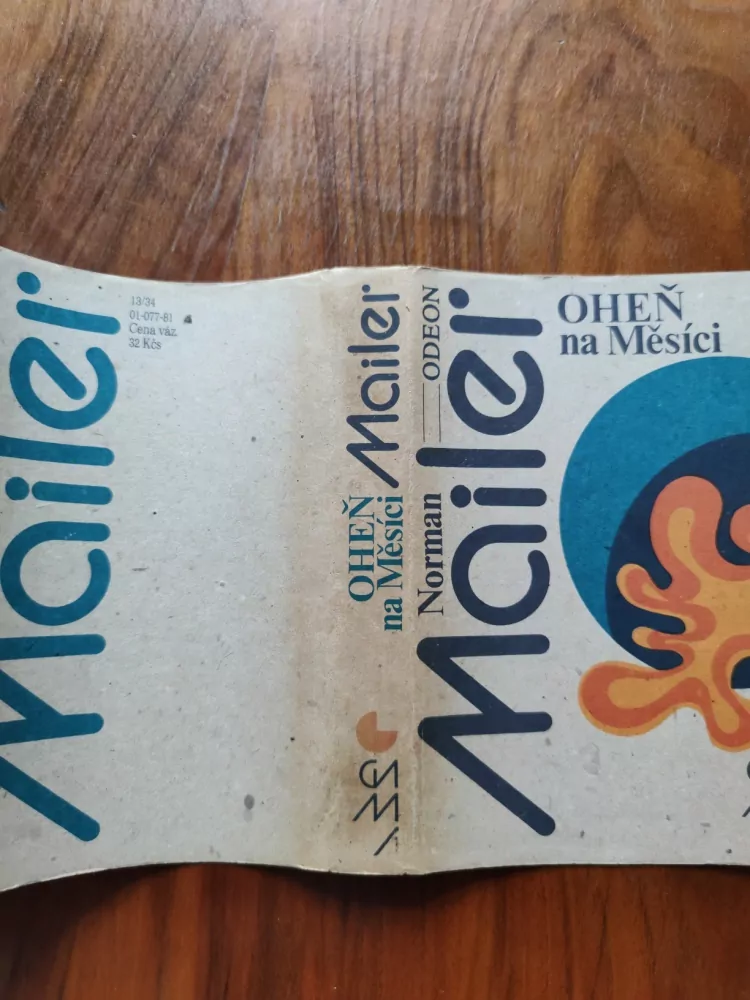 Mailer
13/34
01-077-81
Cena váz.
32 Kčs
Mailer
OHEŇ
na Měsíci
ODEON
Norman
Mailer
OHEŇ
na Měsíci